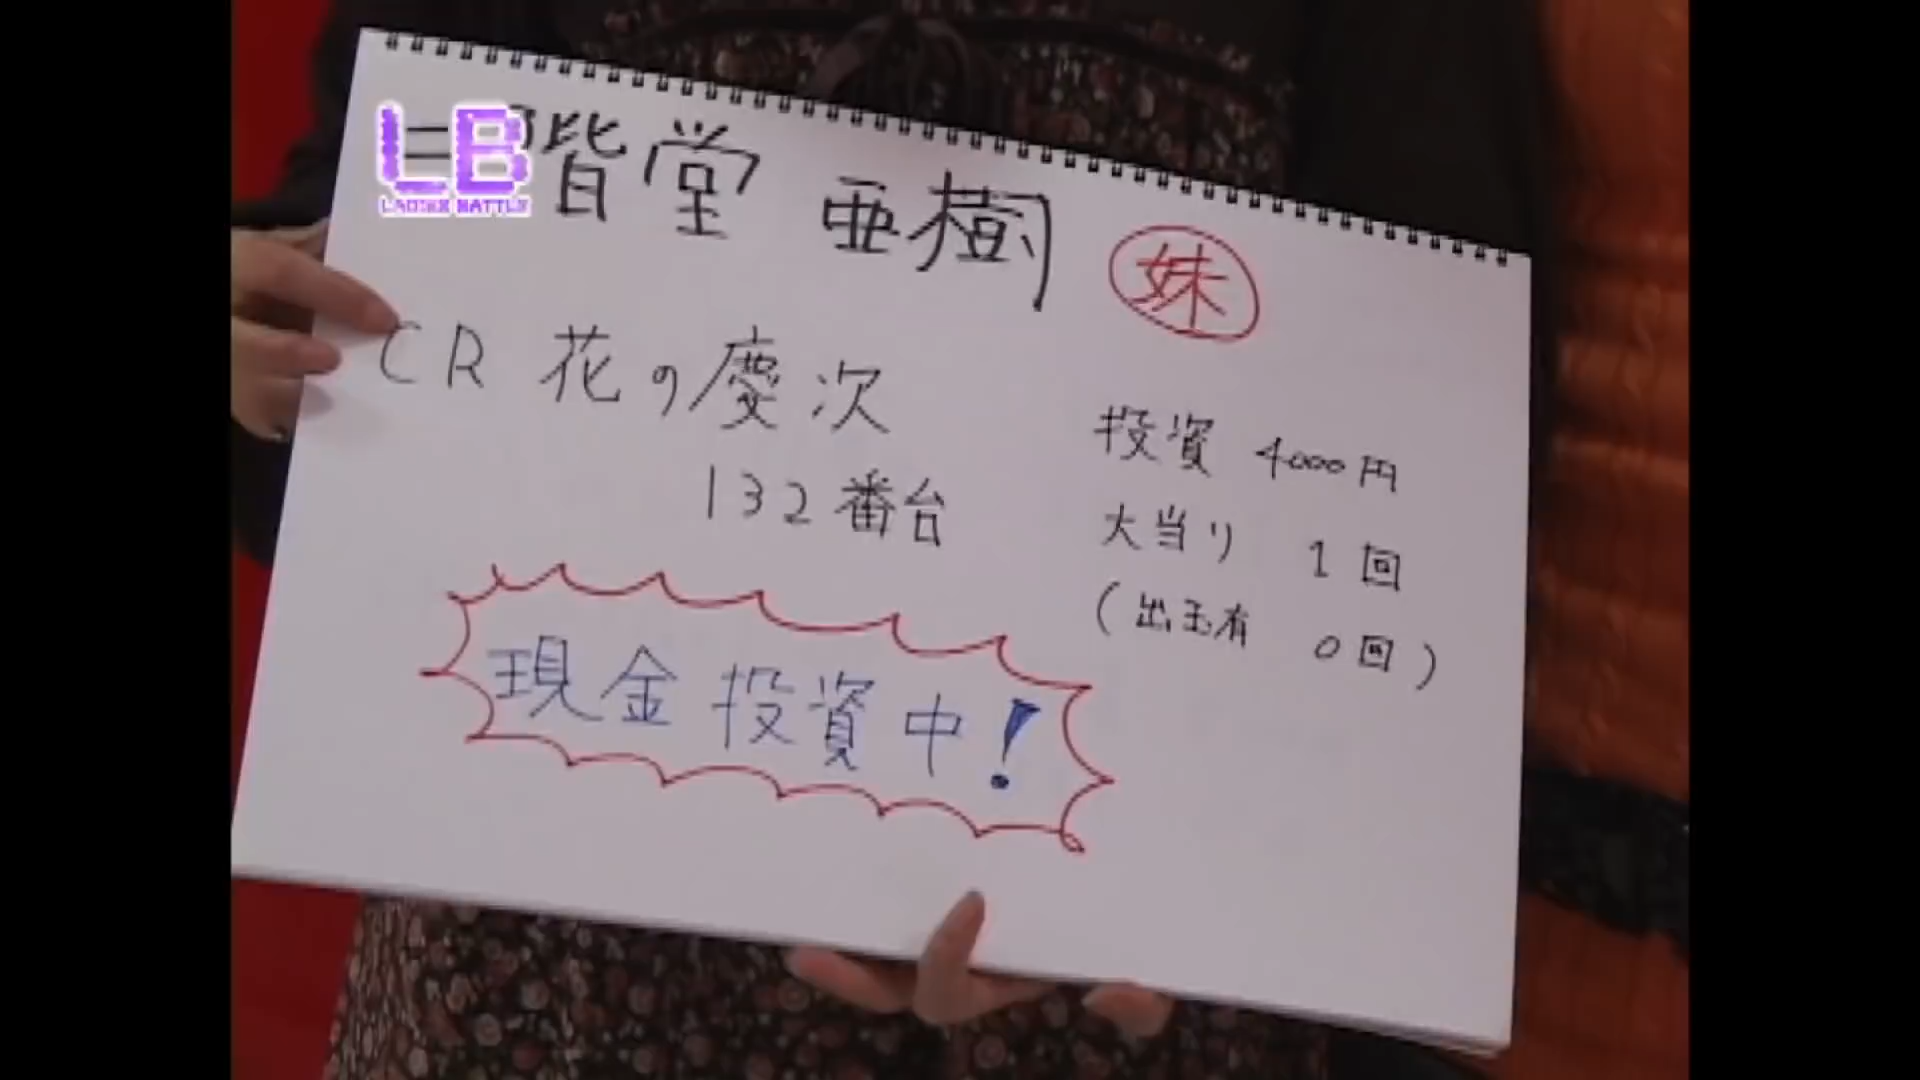 LB
LADIES BATTLE
二階堂 亜樹 妹
CR 花の慶次
132番台
投資 4000円
大当り 1回
(出玉有 0回)
現金投資中!